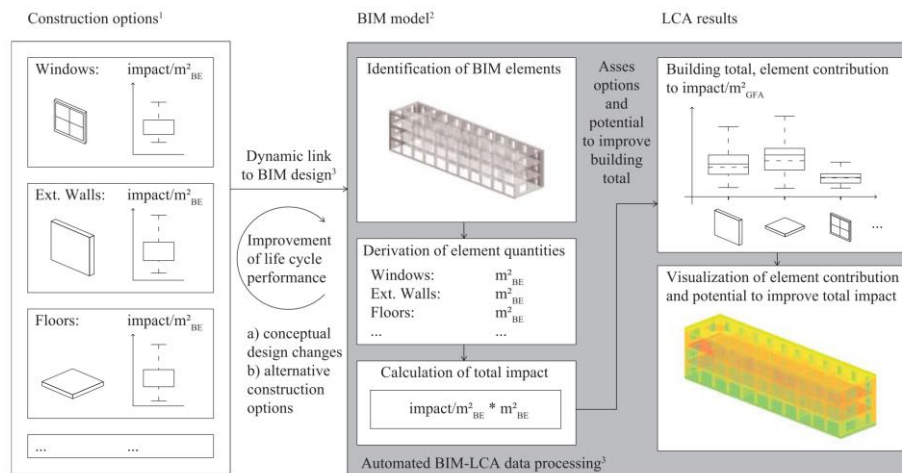 Construction options¹
Windows: impact/m²BE
Ext. Walls: impact/m²BE
Floors: impact/m²BE
... ...
Dynamic link
to BIM design³
Improvement
of life cycle
performance
a) conceptual
design changes
b) alternative
construction
options
BIM model²
Identification of BIM elements
Derivation of element quantities
Windows: m²BE
Ext. Walls: m²BE
Floors: m²BE
... ...
Calculation of total impact
impact/m²BE * m²BE
Automated BIM-LCA data processing³
Asses
options
and
potential
to improve
building
total
LCA results
Building total, element contribution
to impact/m²GFA
...
Visualization of element contribution
and potential to improve total impact